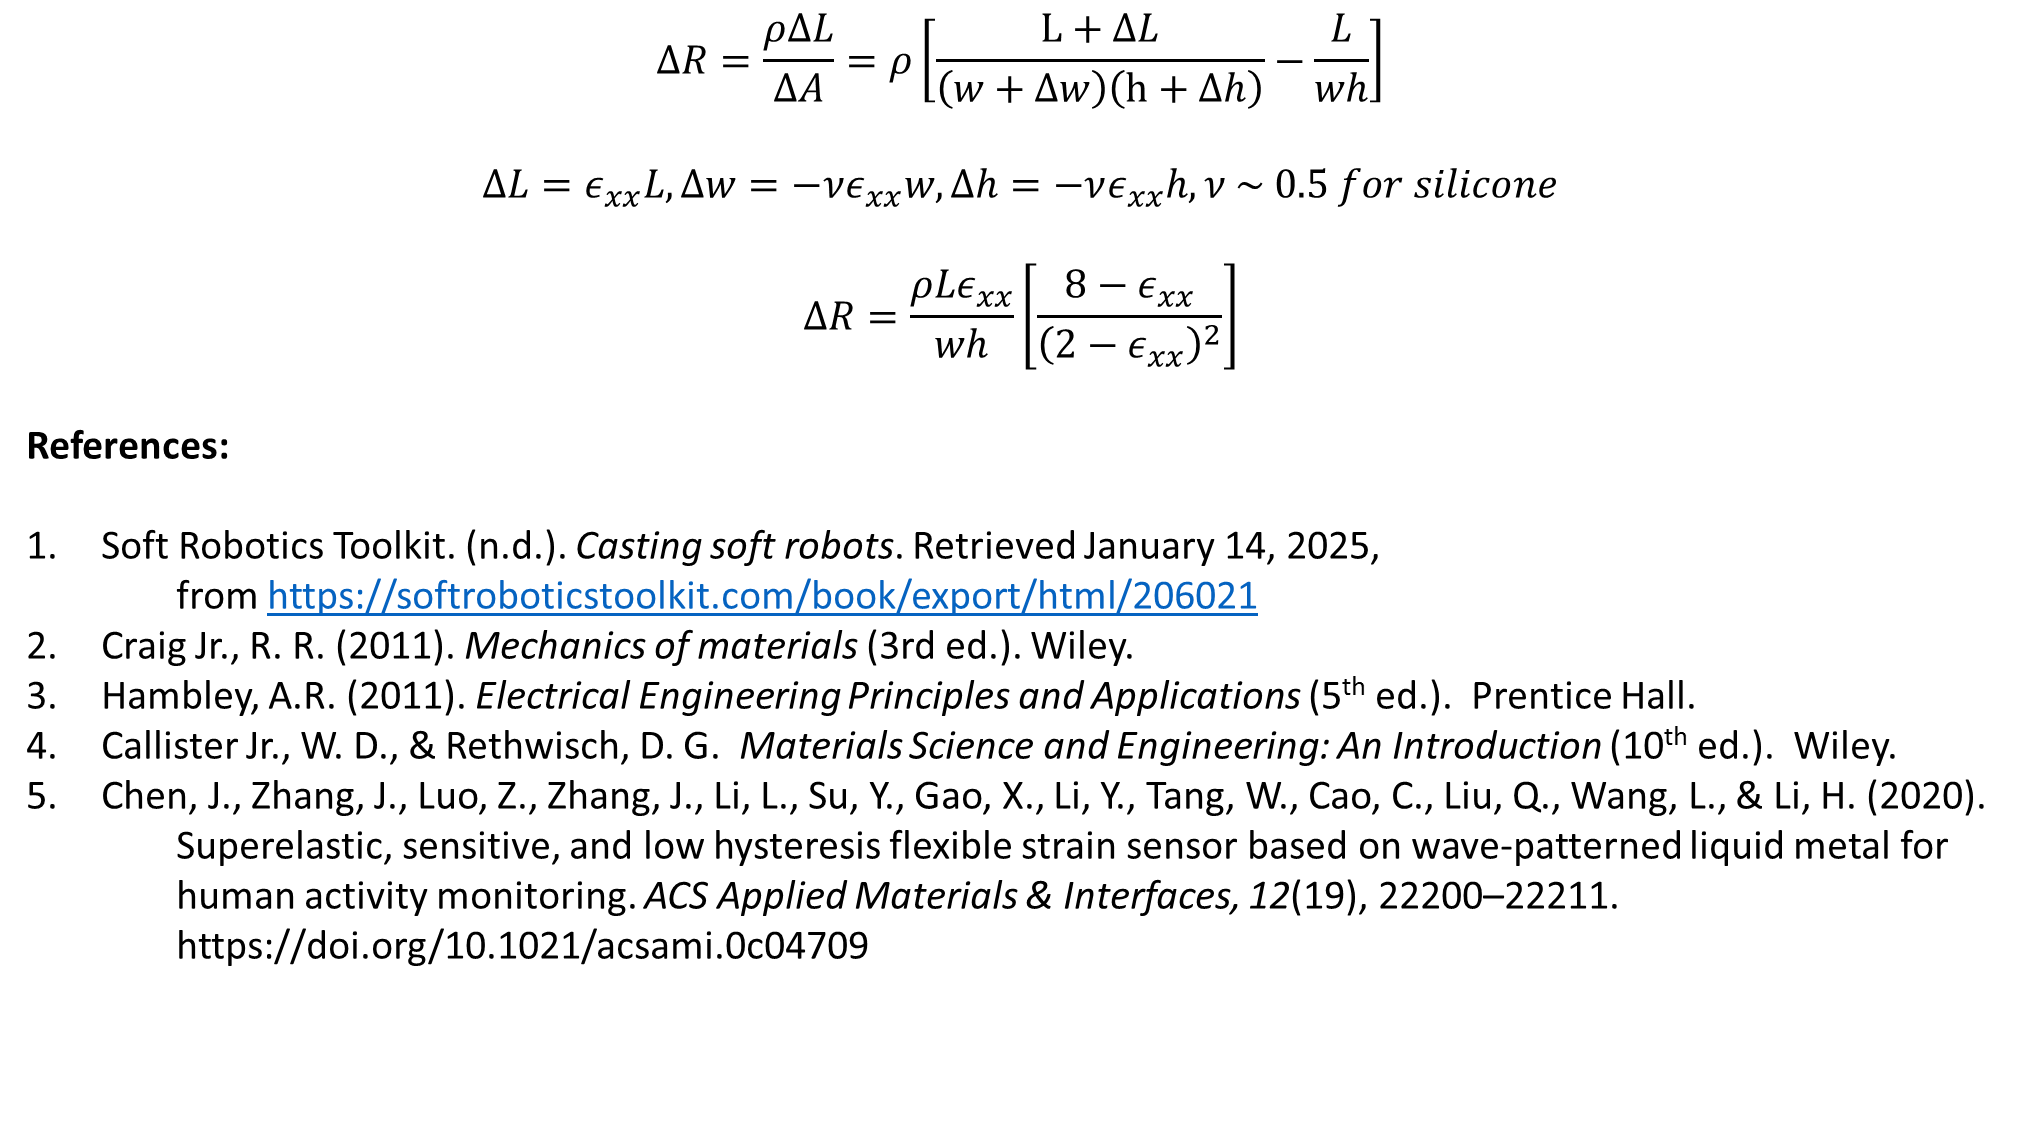 ΔR = ρΔL/ΔA = ρ[(L + ΔL)/((w + Δw)(h + Δh)) − L/(wh)]
ΔL = ϵ_xx L, Δw = −νϵ_xx w, Δh = −νϵ_xx h, ν ~ 0.5 for silicone
ΔR = (ρLϵ_xx)/(wh) [(8 − ϵ_xx)/((2 − ϵ_xx)²)]
References:
1. Soft Robotics Toolkit. (n.d.). Casting soft robots. Retrieved January 14, 2025,
from https://softroboticstoolkit.com/book/export/html/206021
2. Craig Jr., R. R. (2011). Mechanics of materials (3rd ed.). Wiley.
3. Hambley, A.R. (2011). Electrical Engineering Principles and Applications (5th ed.). Prentice Hall.
4. Callister Jr., W. D., & Rethwisch, D. G. Materials Science and Engineering: An Introduction (10th ed.). Wiley.
5. Chen, J., Zhang, J., Luo, Z., Zhang, J., Li, L., Su, Y., Gao, X., Li, Y., Tang, W., Cao, C., Liu, Q., Wang, L., & Li, H. (2020).
Superelastic, sensitive, and low hysteresis flexible strain sensor based on wave-patterned liquid metal for
human activity monitoring. ACS Applied Materials & Interfaces, 12(19), 22200–22211.
https://doi.org/10.1021/acsami.0c04709